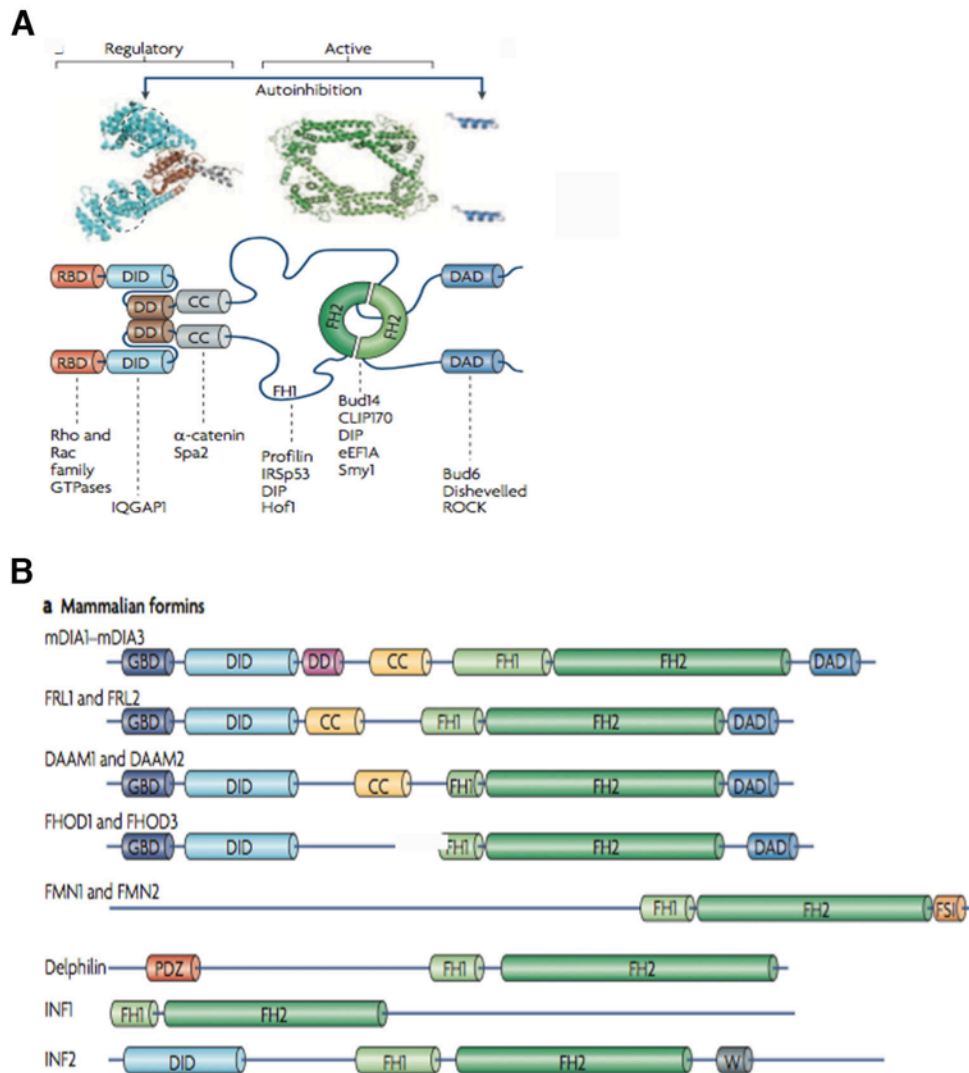 A
Regulatory Active
Autoinhibition
RBD DID DD CC FH2 FH2 DAD
RBD DID DD CC FH1 DAD
Rho and
Rac
family
GTPases
IQGAP1
α-catenin
Spa2
Profilin
IRSp53
DIP
Hof1
Bud14
CLIP170
DIP
eEF1A
Smy1
Bud6
Dishevelled
ROCK
B
a Mammalian formins
mDIA1–mDIA3
GBD DID DD CC FH1 FH2 DAD
FRL1 and FRL2
GBD DID CC FH1 FH2 DAD
DAAM1 and DAAM2
GBD DID CC FH1 FH2 DAD
FHOD1 and FHOD3
GBD DID FH1 FH2 DAD
FMN1 and FMN2
FH1 FH2 FSI
Delphilin
PDZ FH1 FH2
INF1
FH1 FH2
INF2
DID FH1 FH2 W